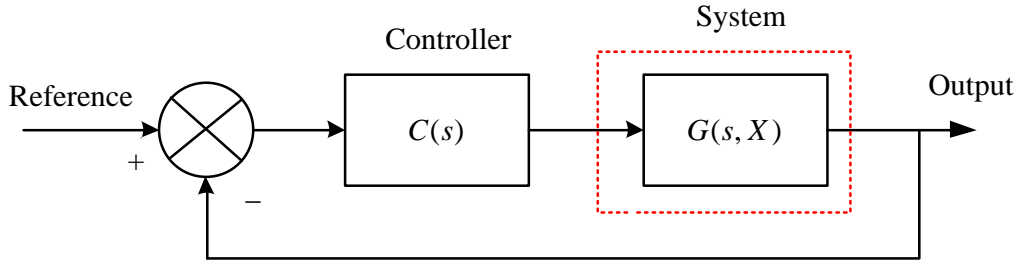 System
Controller
Reference
Output
C(s)
G(s, X)
+
−